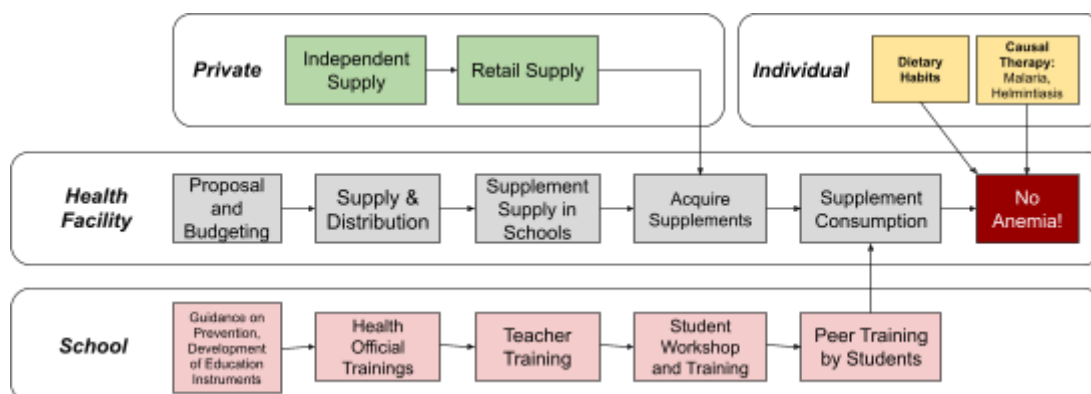 Private
Independent
Supply
Retail Supply
Individual
Dietary
Habits
Causal
Therapy:
Malaria,
Helmintiasis
Health
Facility
Proposal
and
Budgeting
Supply &
Distribution
Supplement
Supply in
Schools
Acquire
Supplements
Supplement
Consumption
No
Anemia!
School
Guidance on
Prevention,
Development
of Education
Instruments
Health
Official
Trainings
Teacher
Training
Student
Workshop
and Training
Peer Training
by Students